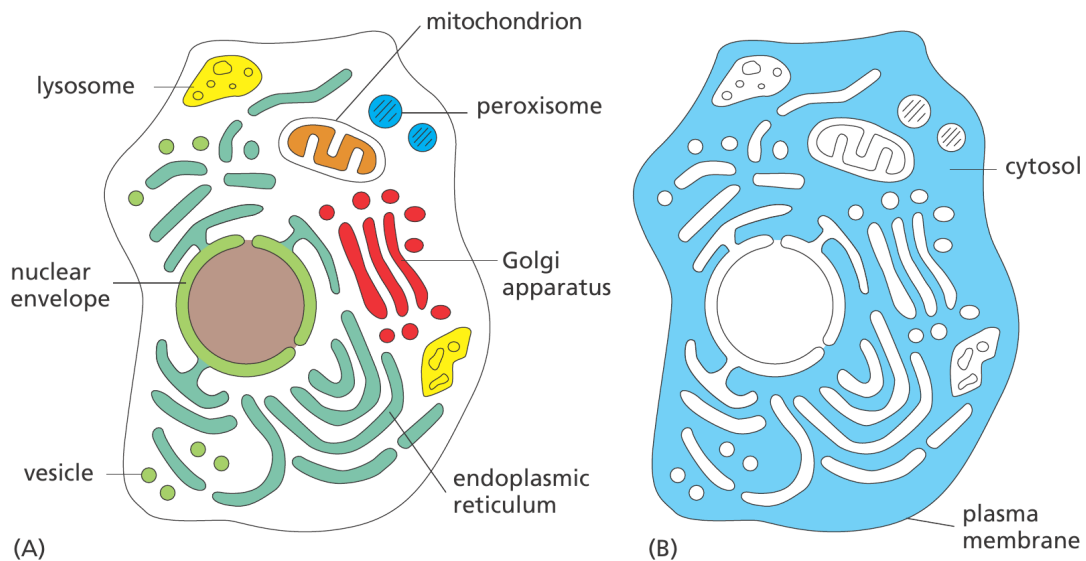 mitochondrion
lysosome
peroxisome
nuclear
envelope
Golgi
apparatus
vesicle
endoplasmic
reticulum
(A)
cytosol
plasma
membrane
(B)